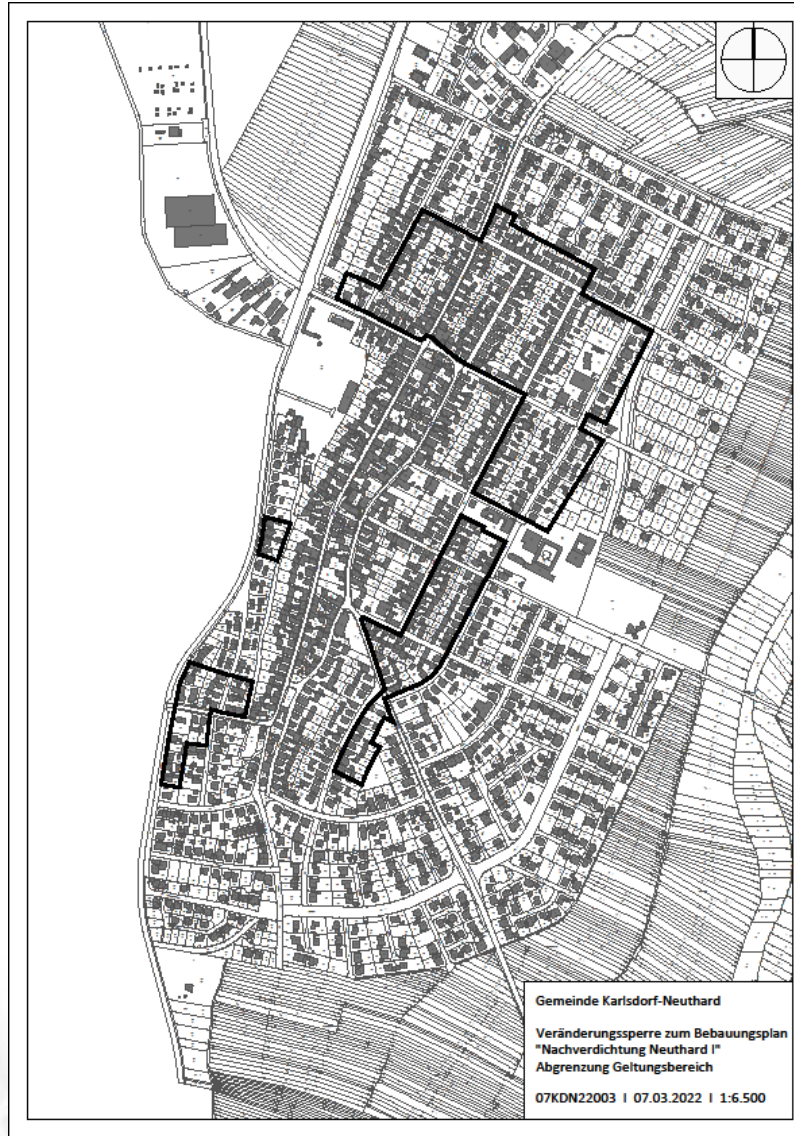 Gemeinde Karlsdorf-Neuthard
Veränderungssperre zum Bebauungsplan
"Nachverdichtung Neuthard I"
Abgrenzung Geltungsbereich
07KDN22003 I 07.03.2022 I 1:6.500